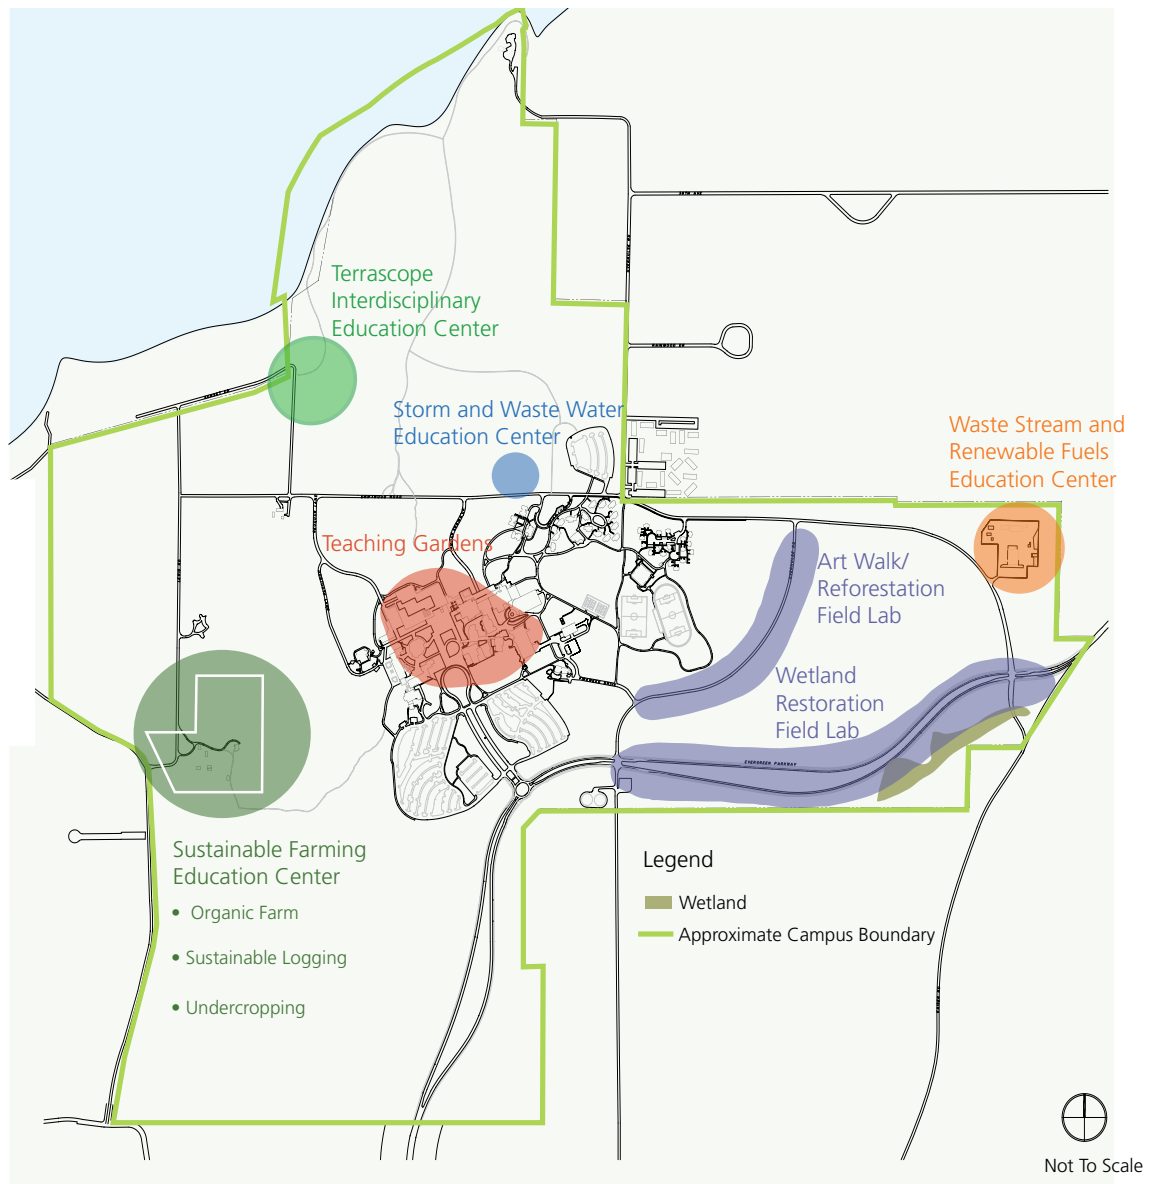 Terrascope
Interdisciplinary
Education Center
Storm and Waste Water
Education Center
Waste Stream and
Renewable Fuels
Education Center
Teaching Gardens
Art Walk/
Reforestation
Field Lab
Wetland
Restoration
Field Lab
EVERGREEN PARKWAY
Sustainable Farming
Education Center
• Organic Farm
• Sustainable Logging
• Undercropping
Legend
Wetland
Approximate Campus Boundary
Not To Scale